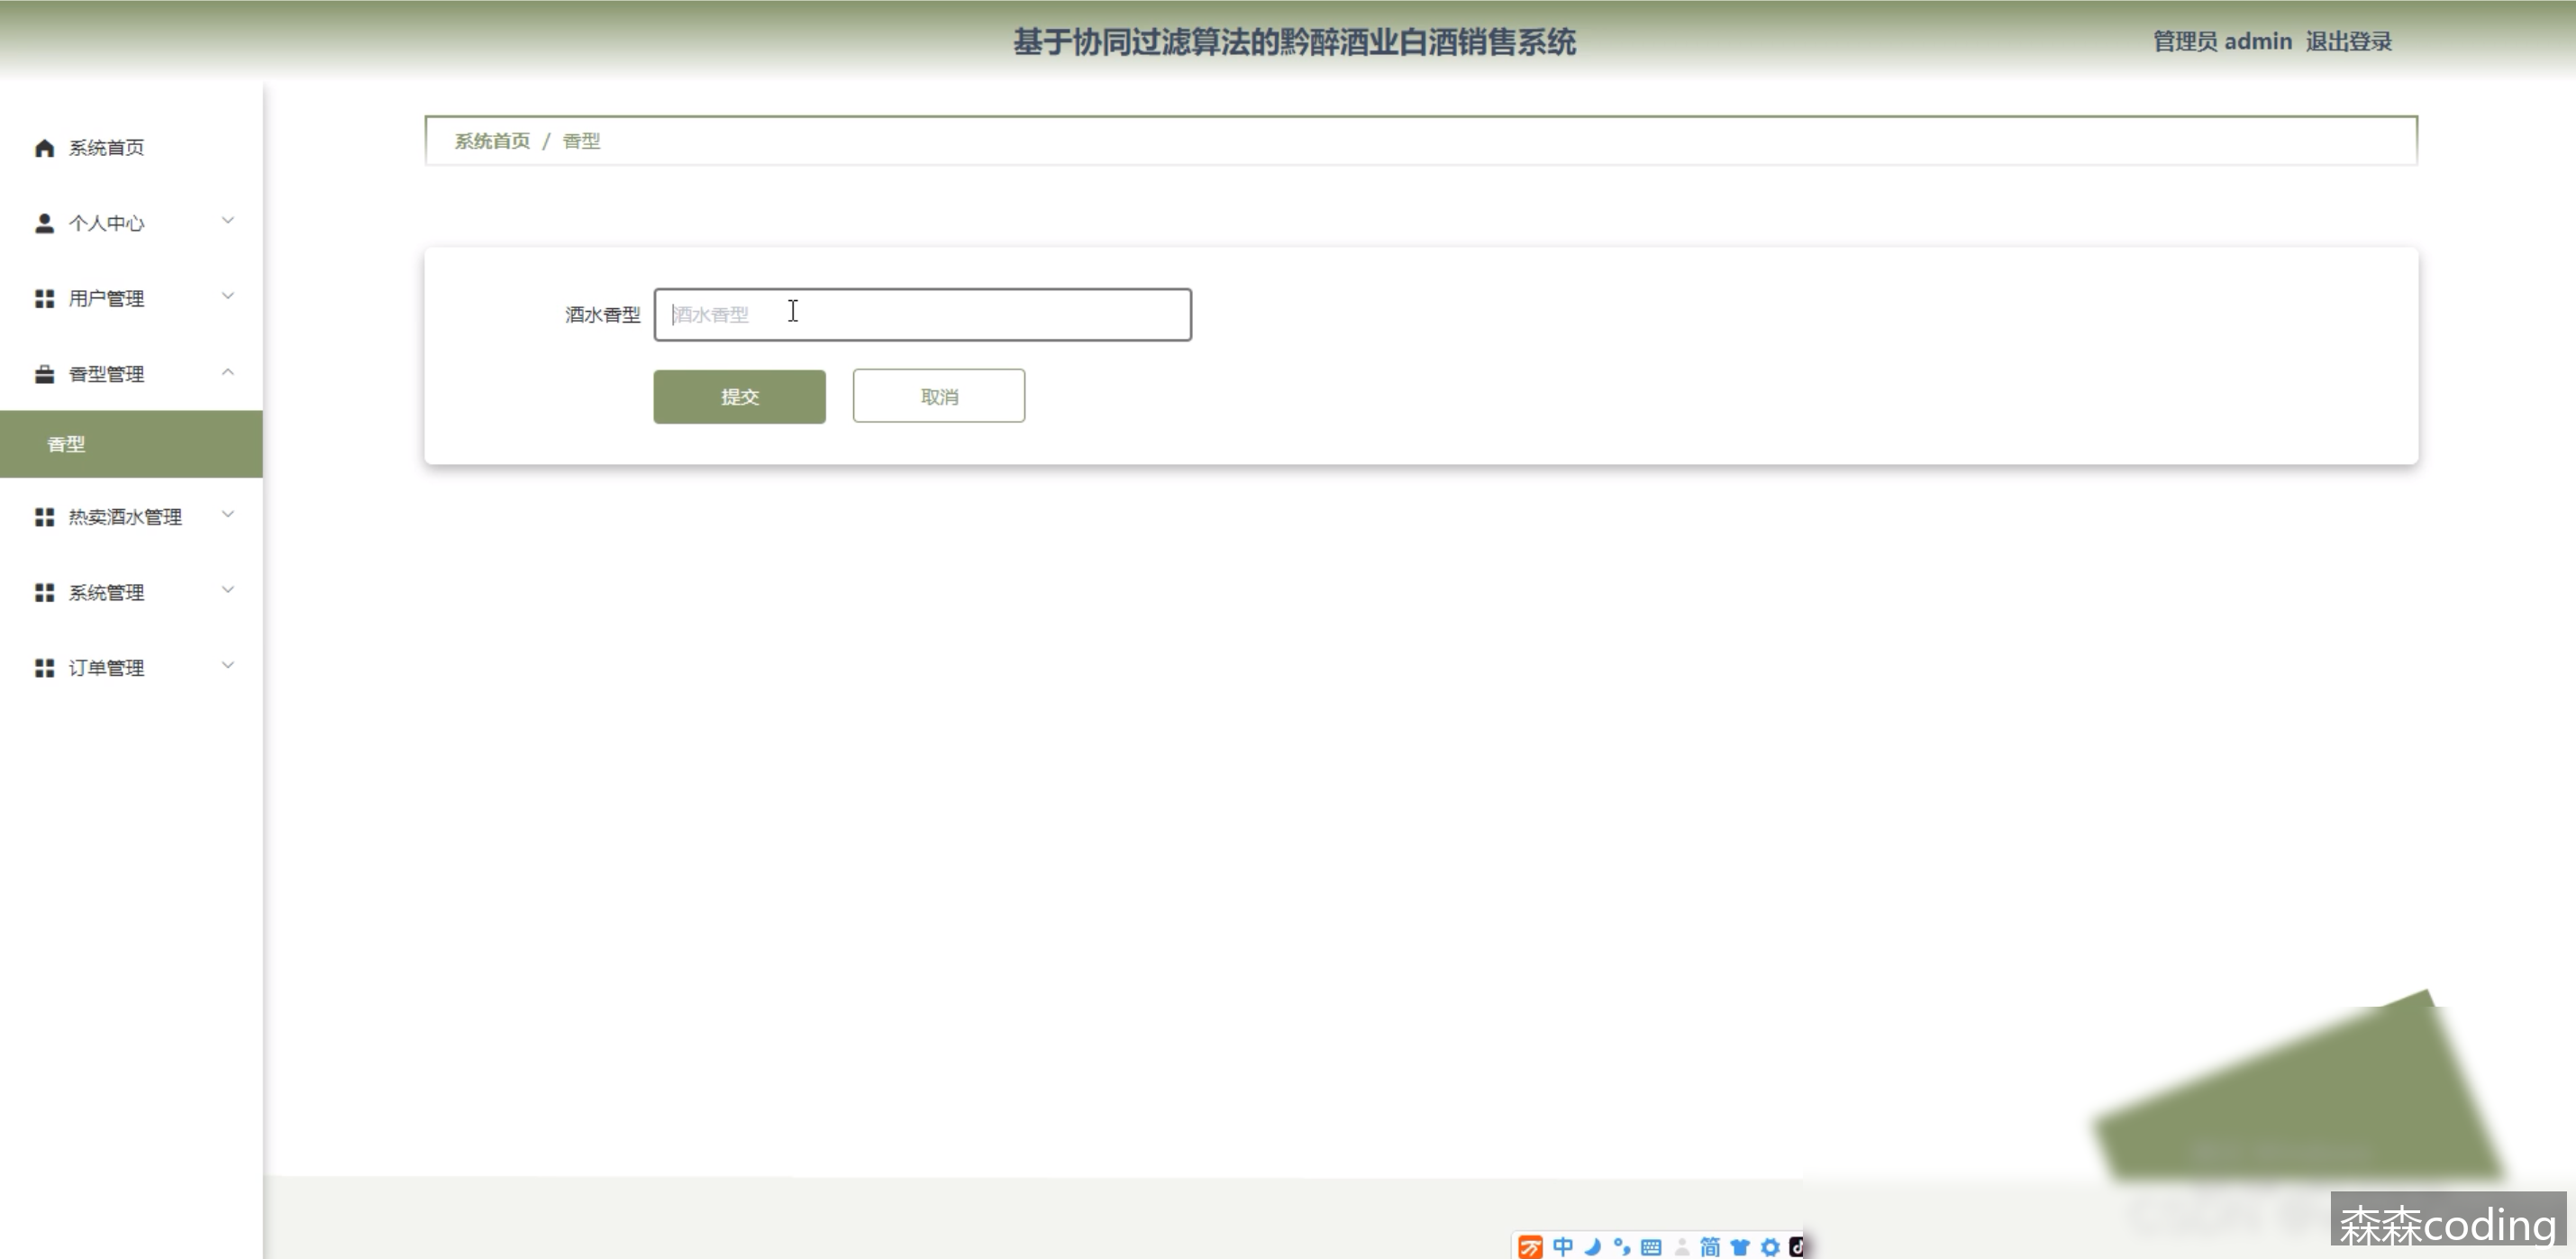 基于协同过滤算法的黔醉酒业白酒销售系统
管理员 admin 退出登录
系统首页
个人中心
用户管理
香型管理
香型
热卖酒水管理
系统管理
订单管理
系统首页 / 香型
酒水香型 酒水香型
提交 取消
中 简
森森coding